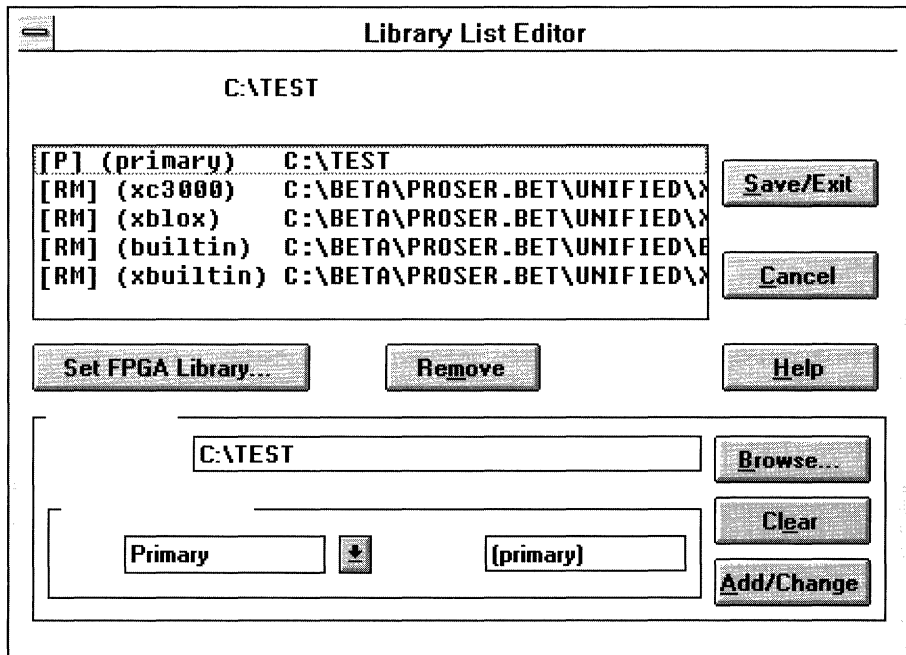 Library List Editor
C:\TEST
[P] (primary) C:\TEST
[RM] (xc3000) C:\BETA\PROSER.BET\UNIFIED\X
[RM] (xblox) C:\BETA\PROSER.BET\UNIFIED\X
[RM] (builtin) C:\BETA\PROSER.BET\UNIFIED\B
[RM] (xbuiltin) C:\BETA\PROSER.BET\UNIFIED\X
Save/Exit
Cancel
Set FPGA Library...
Remove
Help
C:\TEST
Browse...
Clear
Primary
(primary)
Add/Change